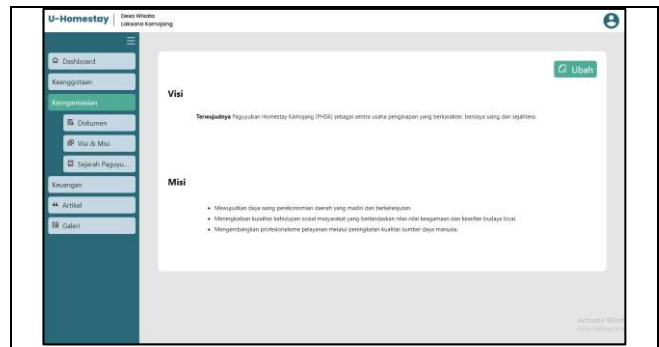 U-Homestay
Desa Wisata
Laksana Kamojang
Dashboard
Keanggotaan
Keorganisasian
Dokumen
Visi & Misi
Sejarah Paguyu...
Keuangan
Artikel
Galeri
Ubah
Visi
Terwujudnya Paguyuban Homestay Kamojang (PHSK) sebagai sentra usaha penginapan yang berkarakter, berdaya saing dan sejahtera.
Misi
• Mewujudkan daya saing perekonomian daerah yang madiri dan berkelanjutan.
• Meningkatkan kualitas kehidupan sosial masyarakat yang berlandaskan nilai-nilai keagamaan dan kearifan budaya local.
• Mengembangkan profesionalisme pelayanan melalui peningkatan kualitas sumber daya manusia.
Activate Wind